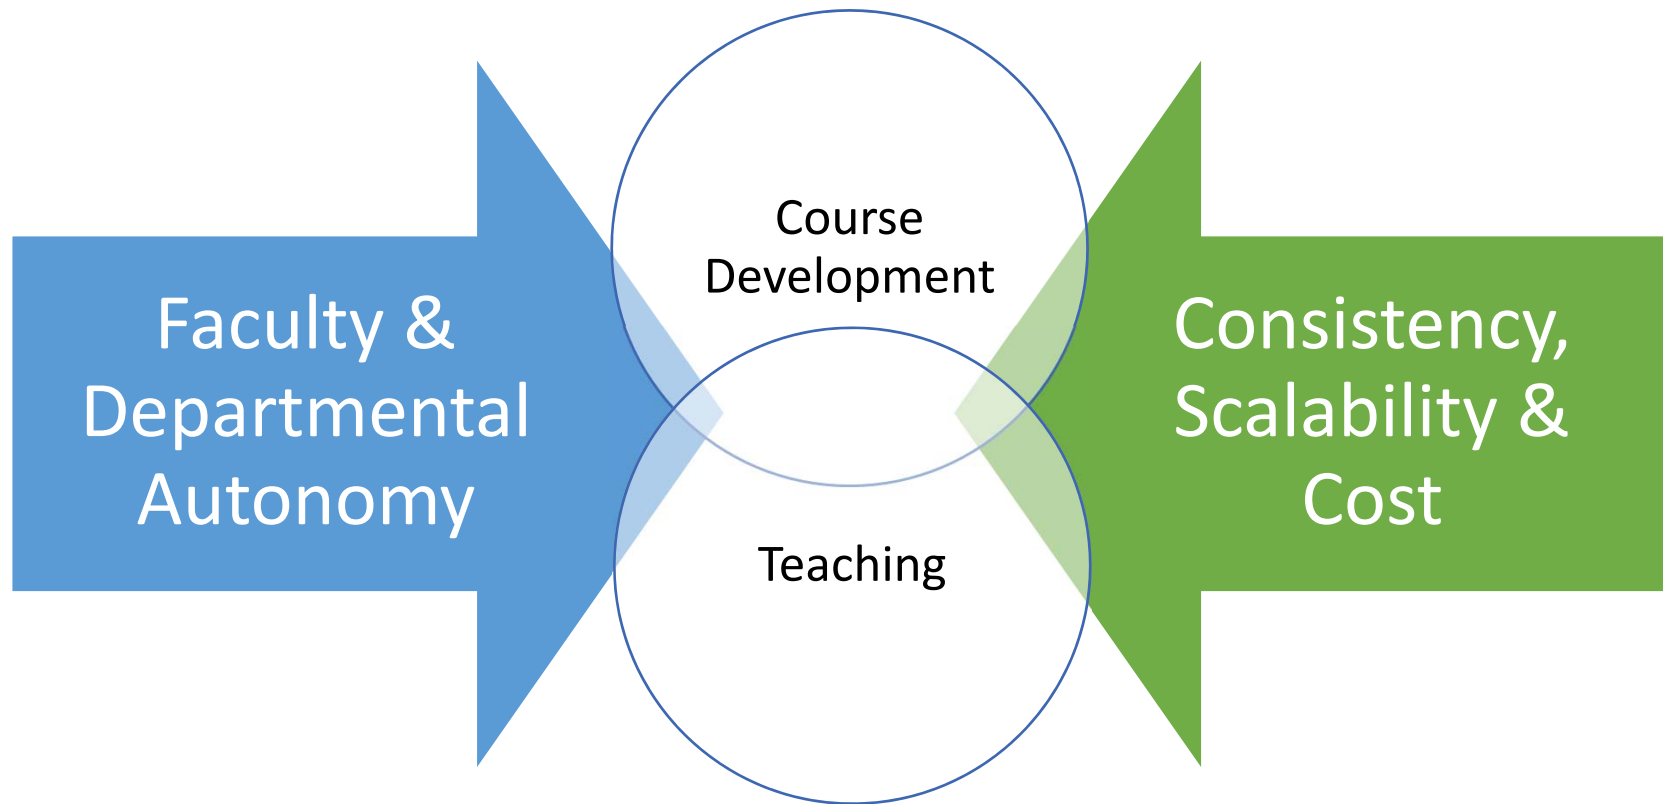 Faculty &
Departmental
Autonomy
Course
Development
Teaching
Consistency,
Scalability &
Cost